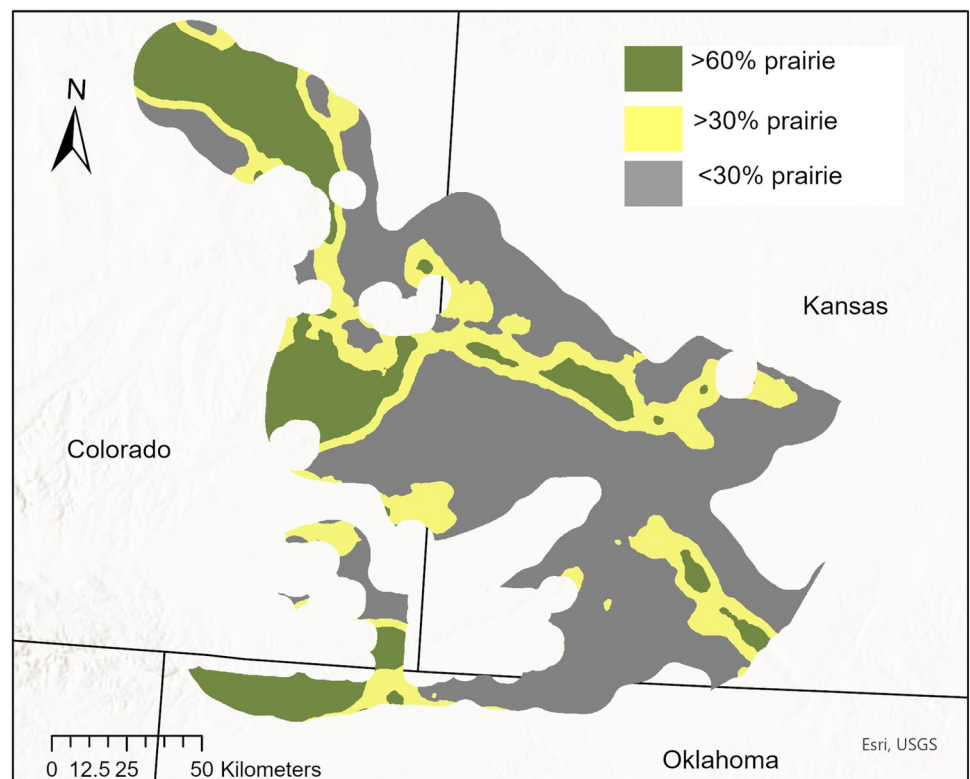 N
>60% prairie
>30% prairie
<30% prairie
Kansas
Colorado
Esri, USGS
Oklahoma
0 12.5 25 50 Kilometers